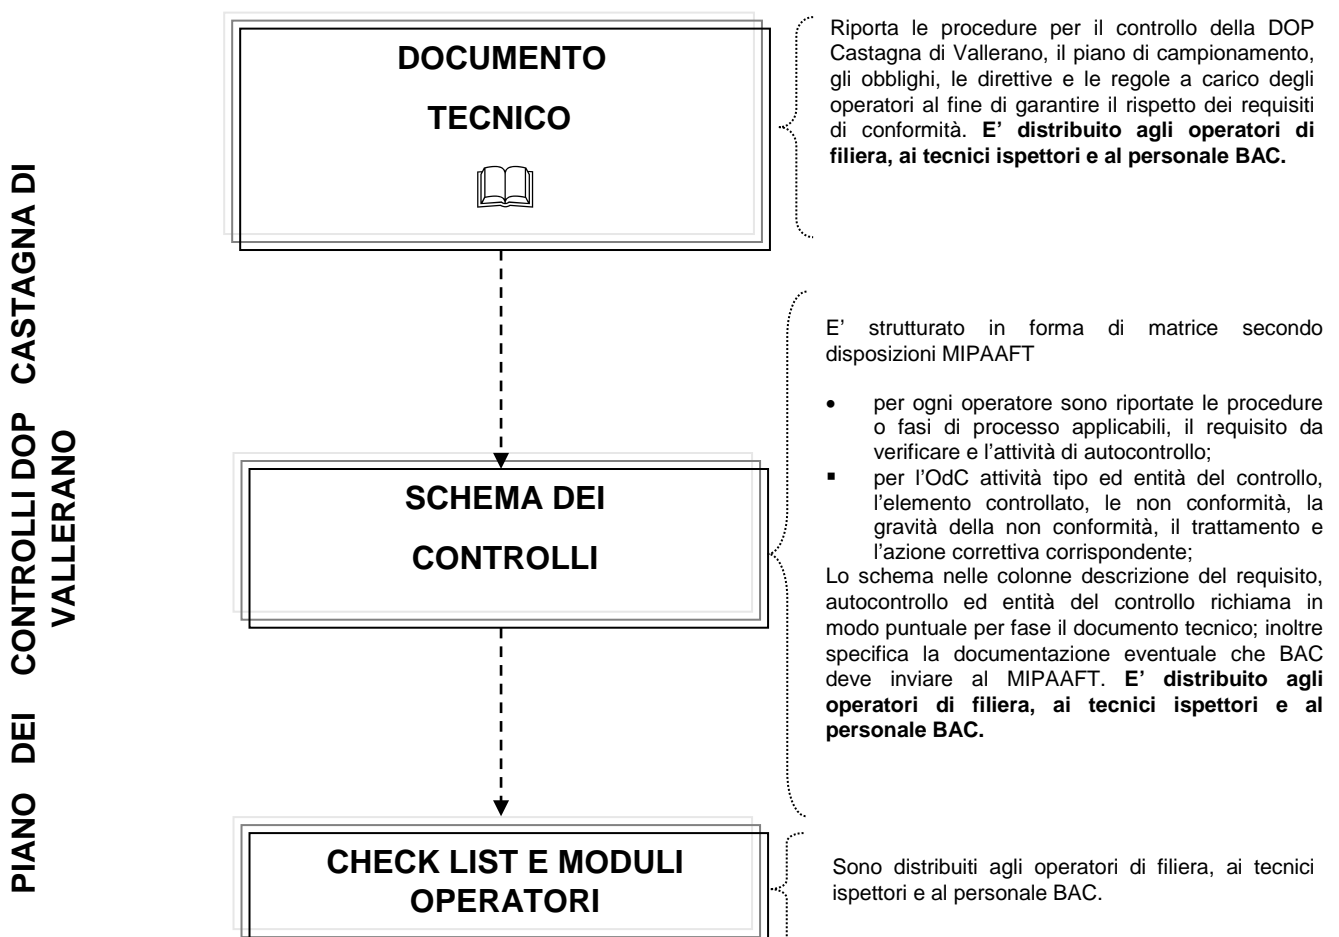 PIANO DEI CONTROLLI DOP CASTAGNA DI
VALLERANO
DOCUMENTO
TECNICO
Riporta le procedure per il controllo della DOP
Castagna di Vallerano, il piano di campionamento,
gli obblighi, le direttive e le regole a carico degli
operatori al fine di garantire il rispetto dei requisiti
di conformità. E' distribuito agli operatori di
filiera, ai tecnici ispettori e al personale BAC.
SCHEMA DEI
CONTROLLI
E' strutturato in forma di matrice secondo
disposizioni MIPAAFT
• per ogni operatore sono riportate le procedure
o fasi di processo applicabili, il requisito da
verificare e l'attività di autocontrollo;
▪ per l'OdC attività tipo ed entità del controllo,
l'elemento controllato, le non conformità, la
gravità della non conformità, il trattamento e
l'azione correttiva corrispondente;
Lo schema nelle colonne descrizione del requisito,
autocontrollo ed entità del controllo richiama in
modo puntuale per fase il documento tecnico; inoltre
specifica la documentazione eventuale che BAC
deve inviare al MIPAAFT. E' distribuito agli
operatori di filiera, ai tecnici ispettori e al
personale BAC.
CHECK LIST E MODULI
OPERATORI
Sono distribuiti agli operatori di filiera, ai tecnici
ispettori e al personale BAC.